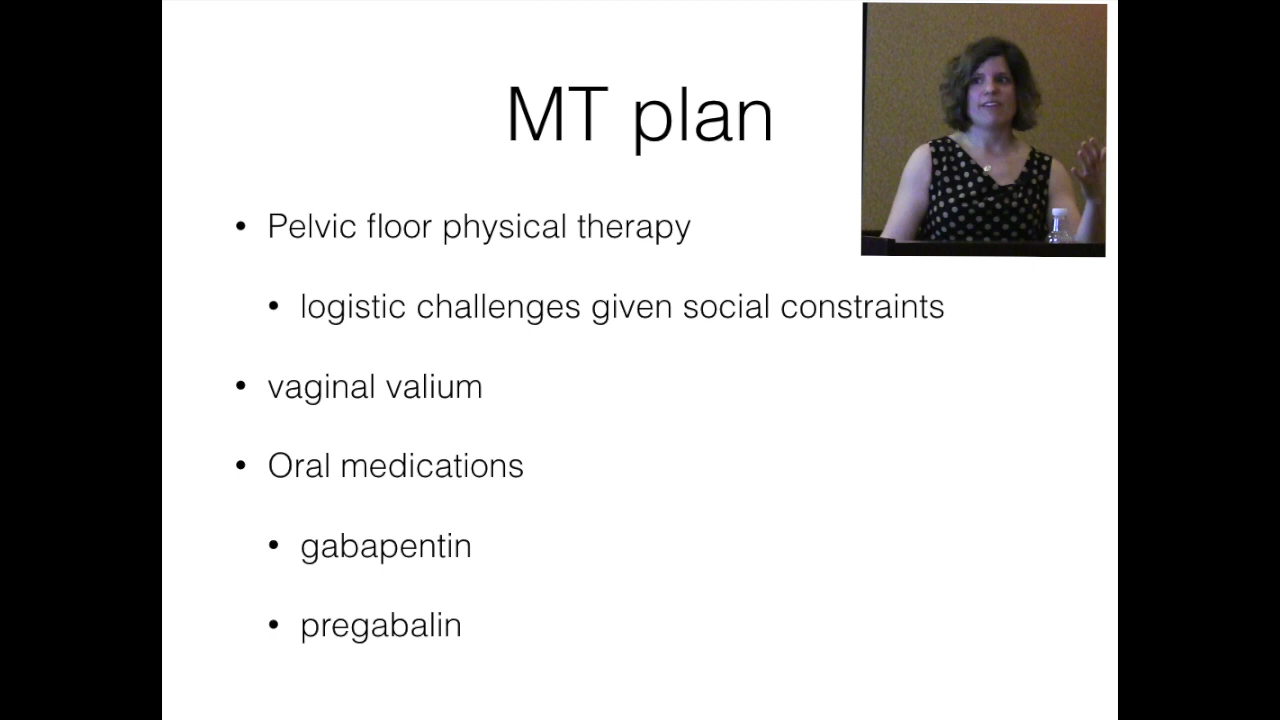 MT plan
• Pelvic floor physical therapy
• logistic challenges given social constraints
• vaginal valium
• Oral medications
• gabapentin
• pregabalin